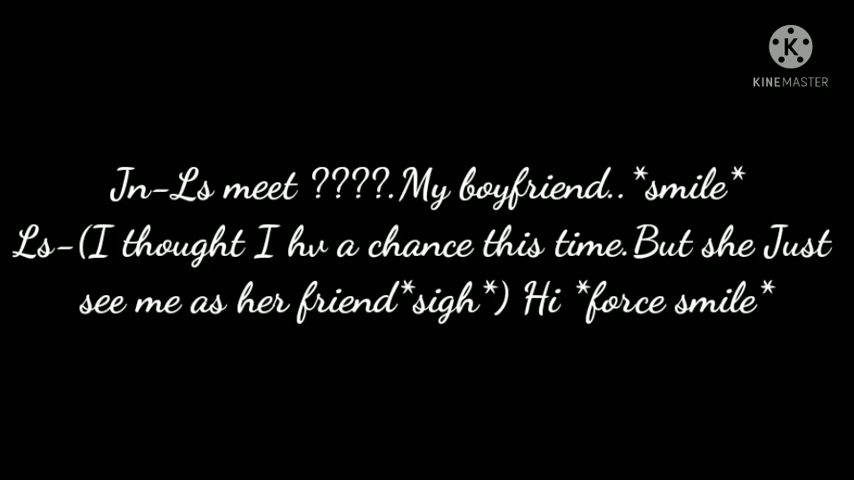 KINEMASTER
Jn-Ls meet ????.My boyfriend..*smile*
Ls-(I thought I hv a chance this time.But she Just
see me as her friend*sigh*) Hi *force smile*